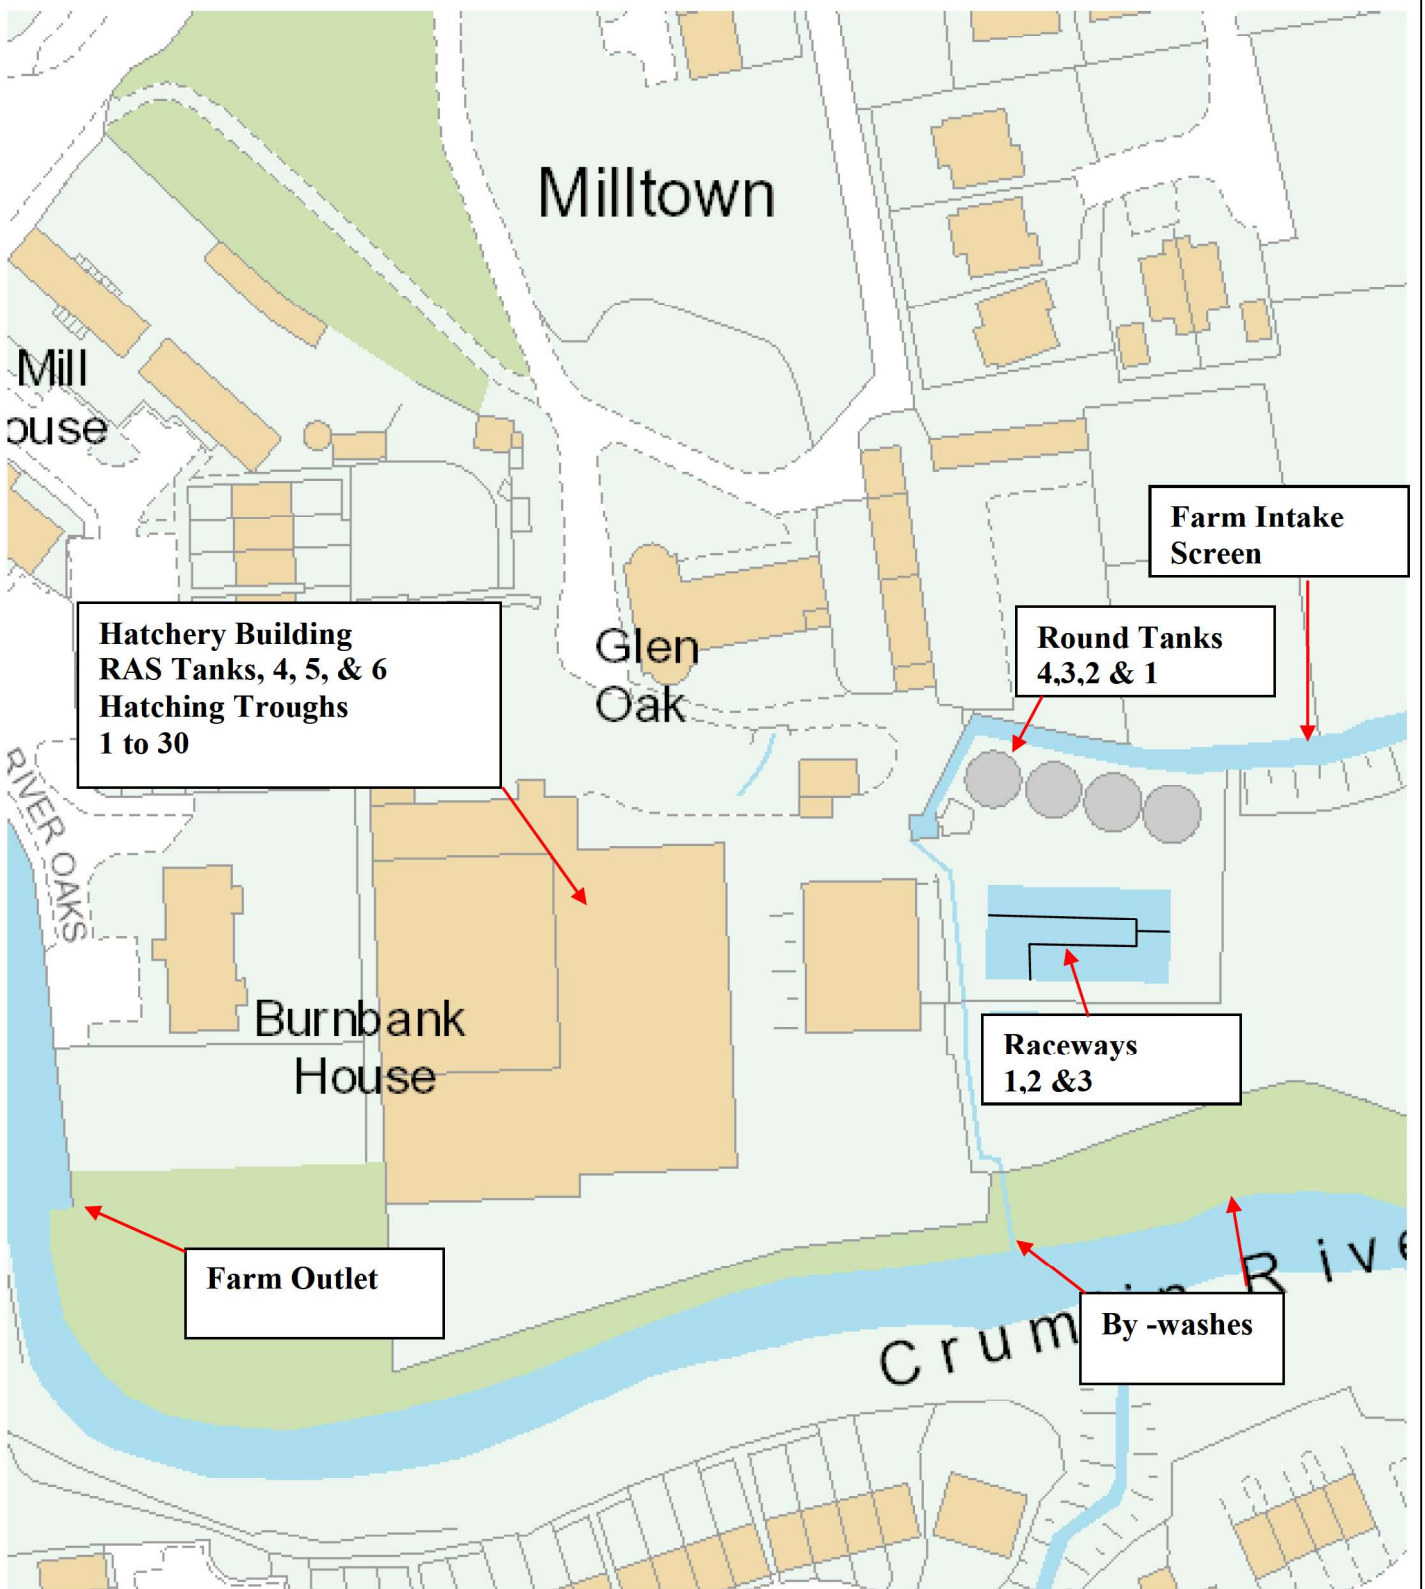 Milltown
Mill
ouse
Farm Intake
Screen
Hatchery Building
RAS Tanks, 4, 5, & 6
Hatching Troughs
1 to 30
Glen
Oak
Round Tanks
4,3,2 & 1
RIVER OAKS
Burnbank
House
Raceways
1,2 &3
Farm Outlet
By -washes
Crum in Rive